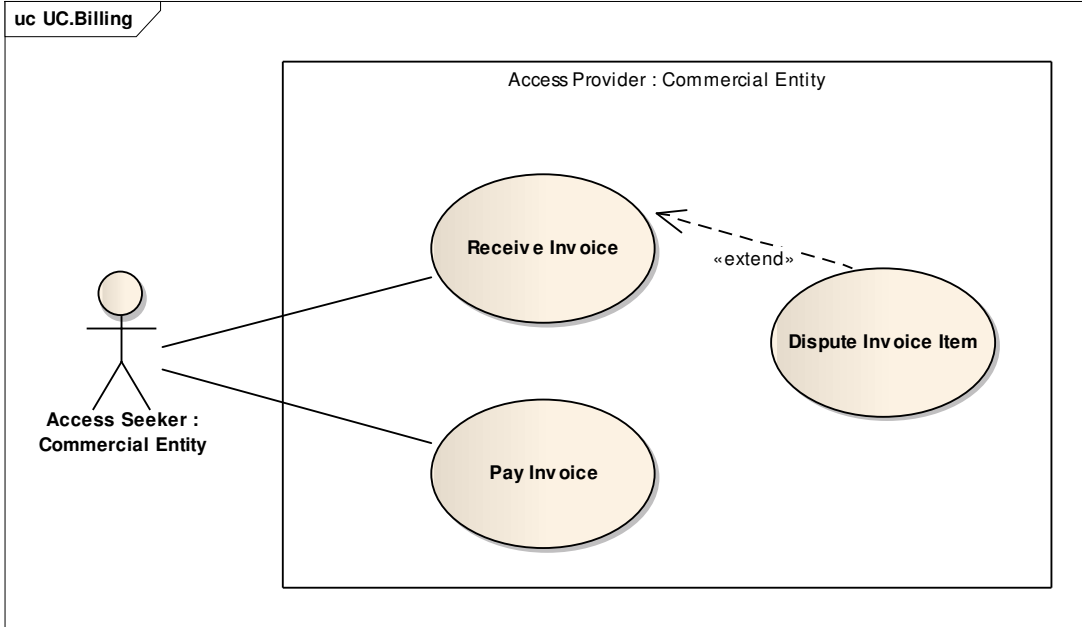 uc UC.Billing
Access Provider : Commercial Entity
Receive Invoice
«extend»
Dispute Invoice Item
Access Seeker :
Commercial Entity
Pay Invoice